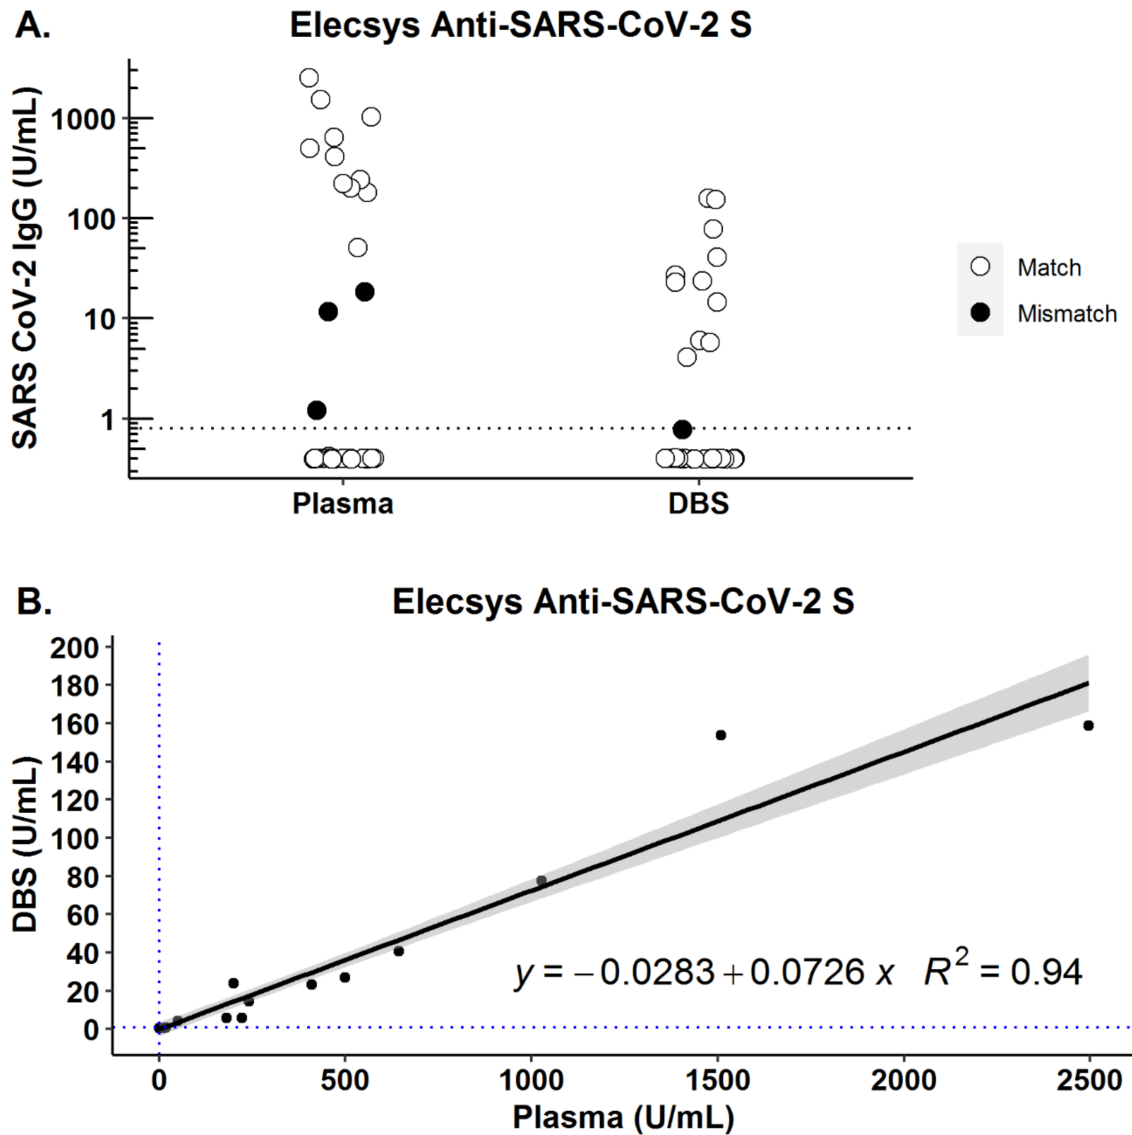 A.
Elecsys Anti-SARS-CoV-2 S
SARS CoV-2 IgG (U/mL)
1000
100
10
1
Plasma
DBS
Match
Mismatch
B.
Elecsys Anti-SARS-CoV-2 S
DBS (U/mL)
200
180
160
140
120
100
80
60
40
20
0
y = −0.0283 + 0.0726 x R² = 0.94
0
500
1000
1500
2000
2500
Plasma (U/mL)